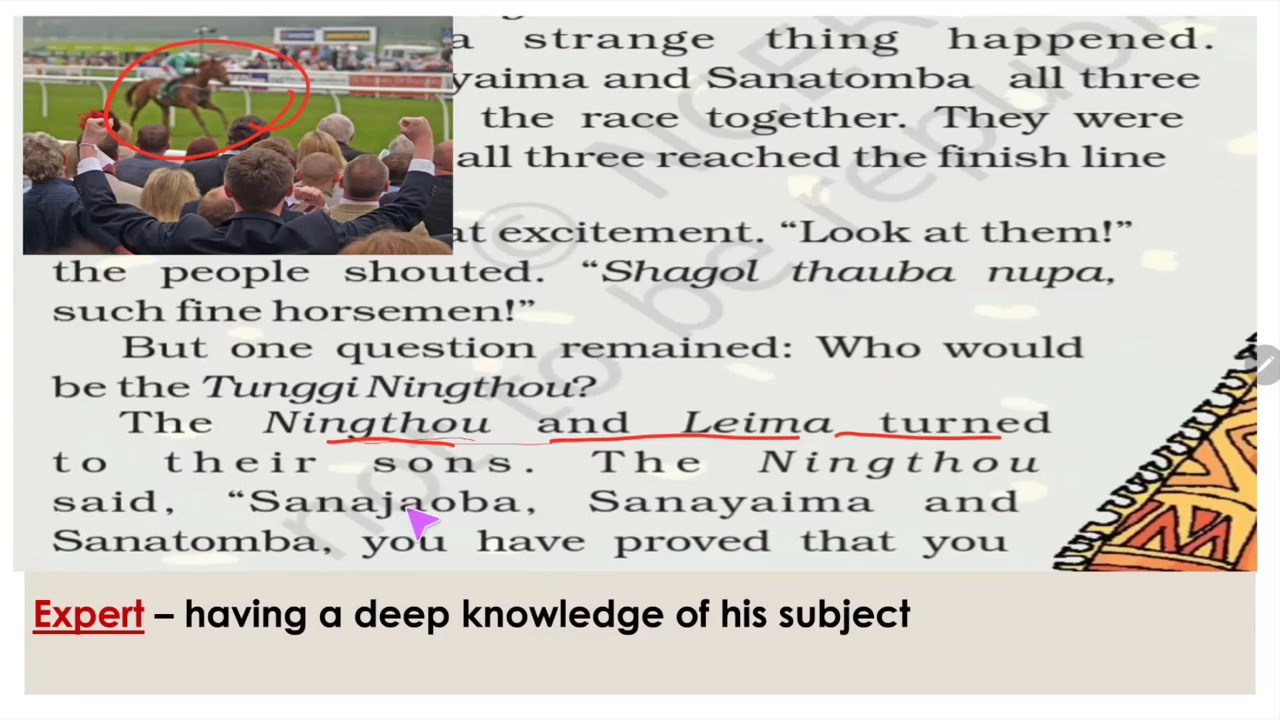 a strange thing happened.
yaima and Sanatomba all three
the race together. They were
all three reached the finish line
at excitement. “Look at them!”
the people shouted. “Shagol thauba nupa,
such fine horsemen!”
But one question remained: Who would
be the Tunggi Ningthou?
The Ningthou and Leima turned
to their sons. The Ningthou
said, “Sanajaoba, Sanayaima and
Sanatomba, you have proved that you
Expert – having a deep knowledge of his subject